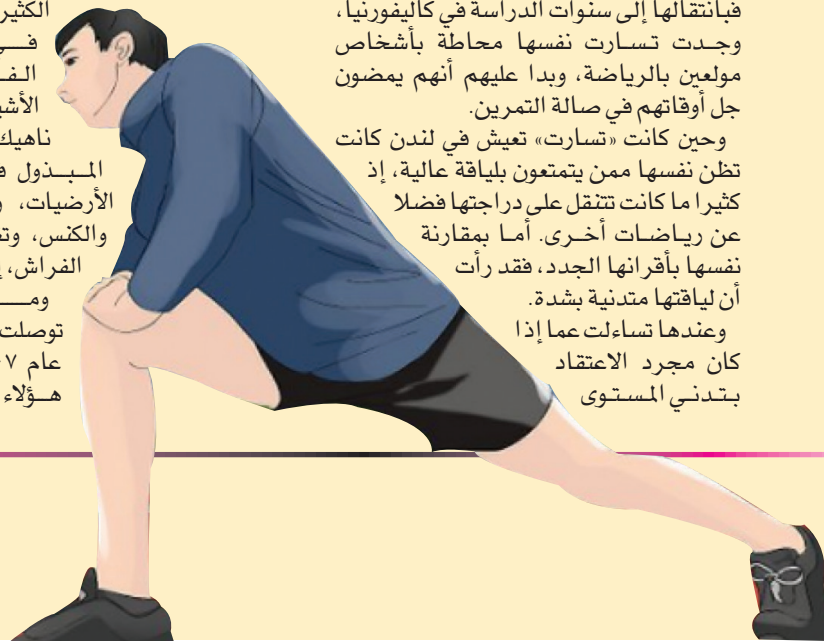 فبانتقالها إلى سنوات الدراسة في كاليفورنيا،
وجدت تسارت نفسها محاطة بأشخاص
مولعين بالرياضة، وبدا عليهم أنهم يمضون
جل أوقاتهم في صالة التمرين.
وحين كانت «تسارت» تعيش في لندن كانت
تظن نفسها ممن يتمتعون بلياقة عالية، إذ
كثيرا ما كانت تتنقل على دراجتها فضلا
عن رياضات أخرى. أما بمقارنة
نفسها بأقرانها الجدد، فقد رأت
أن لياقتها متدنية بشدة.
وعندها تساءلت عما إذا
كان مجرد الاعتقاد
بتدني المستوى
الكثير
ناهيك
المبذول
الأرضيات،
والكنس،
الفراش،
توصلت
عام
هؤلاء